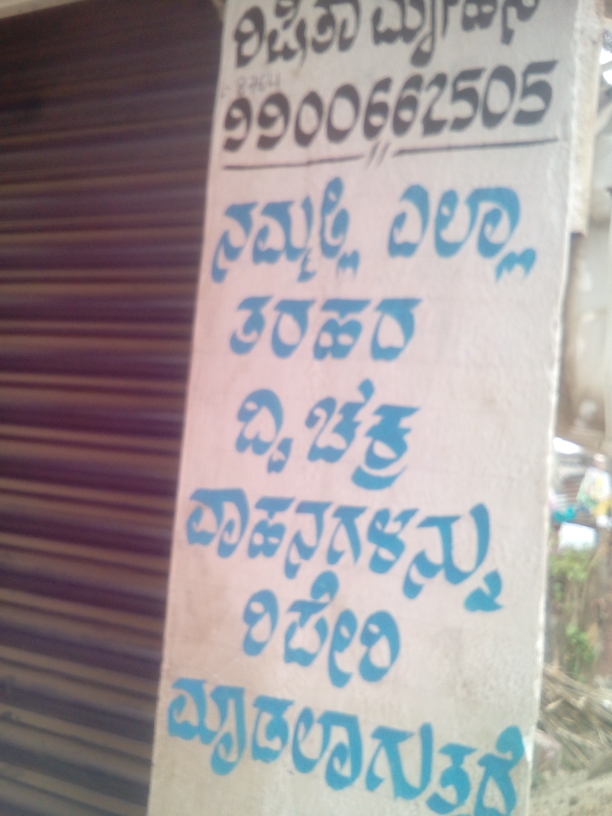 9900662505
ನಮ್ಮಲ್ಲಿ ಎಲ್ಲಾ
ತರಹದ
ದ್ವಿಚಕ್ರ
ವಾಹನಗಳನ್ನು
ರಿಪೇರಿ
ಮಾಡಲಾಗುತ್ತದೆ